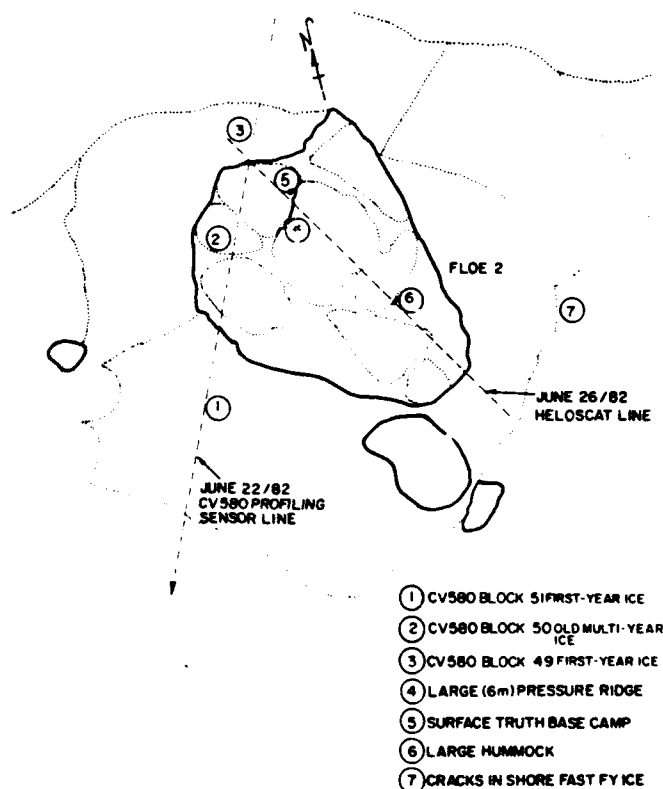 N
3
5
2
6
FLOE 2
7
JUNE 26/82
HELOSCAT LINE
1
JUNE 22/82
CV580 PROFILING
SENSOR LINE
1 CV580 BLOCK 51 FIRST-YEAR ICE
2 CV580 BLOCK 50 OLD MULTI-YEAR
ICE
3 CV580 BLOCK 49 FIRST-YEAR ICE
4 LARGE (6m) PRESSURE RIDGE
5 SURFACE TRUTH BASE CAMP
6 LARGE HUMMOCK
7 CRACKS IN SHORE FAST FY ICE